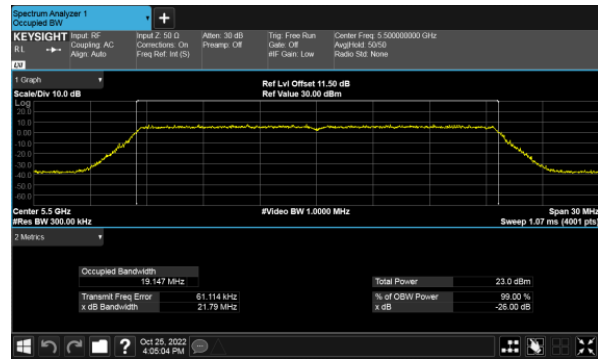 Spectrum Analyzer 1
Occupied BW
KEYSIGHT Input: RF Input Z: 50 Ω Atten: 30 dB Trig: Free Run Center Freq: 5.500000000 GHz
RL Coupling: AC Corrections: On Preamp: Off Gate: Off Avg|Hold: 50/50
Align: Auto Freq Ref: Int (S) #IF Gain: Low Radio Std: None
LXI
1 Graph
Ref Lvl Offset 11.50 dB
Scale/Div 10.0 dB Ref Value 30.00 dBm
Log
20.0
10.0
0.00
-10.0
-20.0
-30.0
-40.0
-50.0
-60.0
Center 5.5 GHz #Video BW 1.0000 MHz Span 30 MHz
#Res BW 300.00 kHz Sweep 1.07 ms (4001 pts)
2 Metrics
Occupied Bandwidth
19.147 MHz Total Power 23.0 dBm
Transmit Freq Error 61.114 kHz % of OBW Power 99.00 %
x dB Bandwidth 21.79 MHz x dB -26.00 dB
Oct 25, 2022
4:05:04 PM